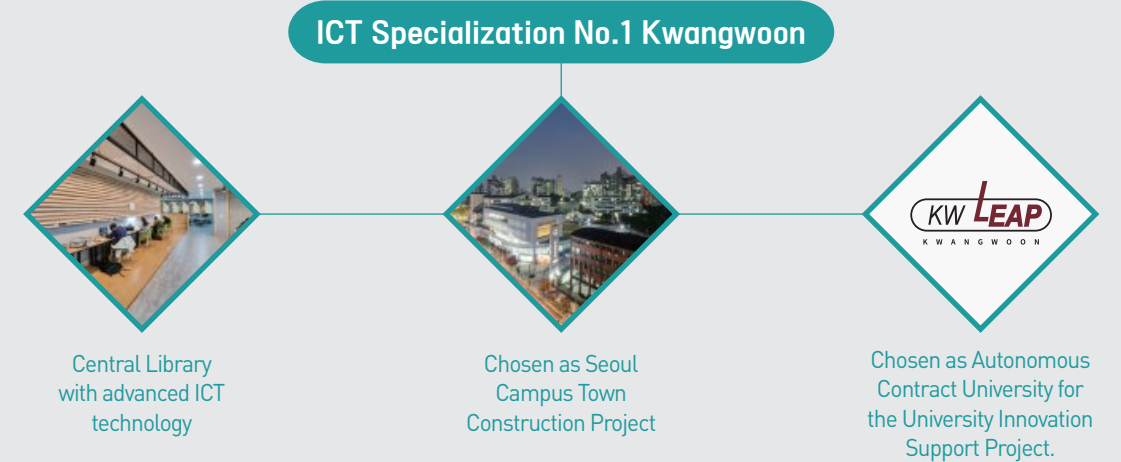 ICT Specialization No.1 Kwangwoon
KW LEAP
KWANGWOON
Central Library
with advanced ICT
technology
Chosen as Seoul
Campus Town
Construction Project
Chosen as Autonomous
Contract University for
the University Innovation
Support Project.